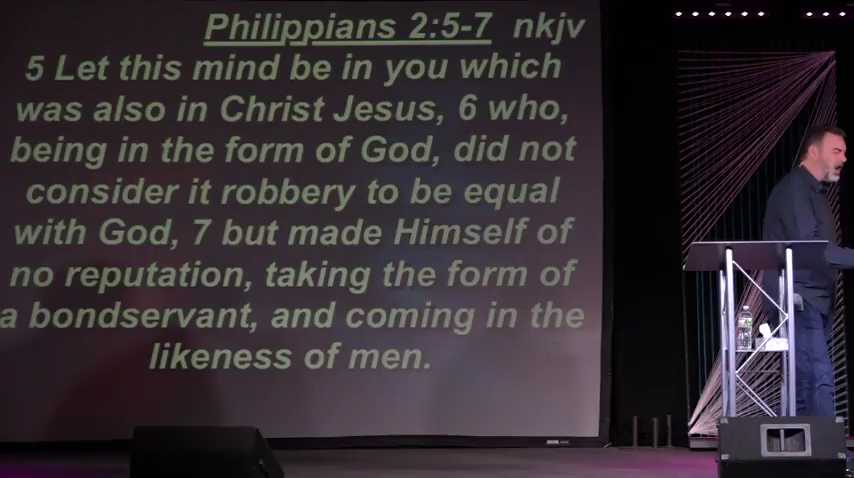 Philippians 2:5-7 nkjv
5 Let this mind be in you which
was also in Christ Jesus, 6 who,
being in the form of God, did not
consider it robbery to be equal
with God, 7 but made Himself of
no reputation, taking the form of
a bondservant, and coming in the
likeness of men.